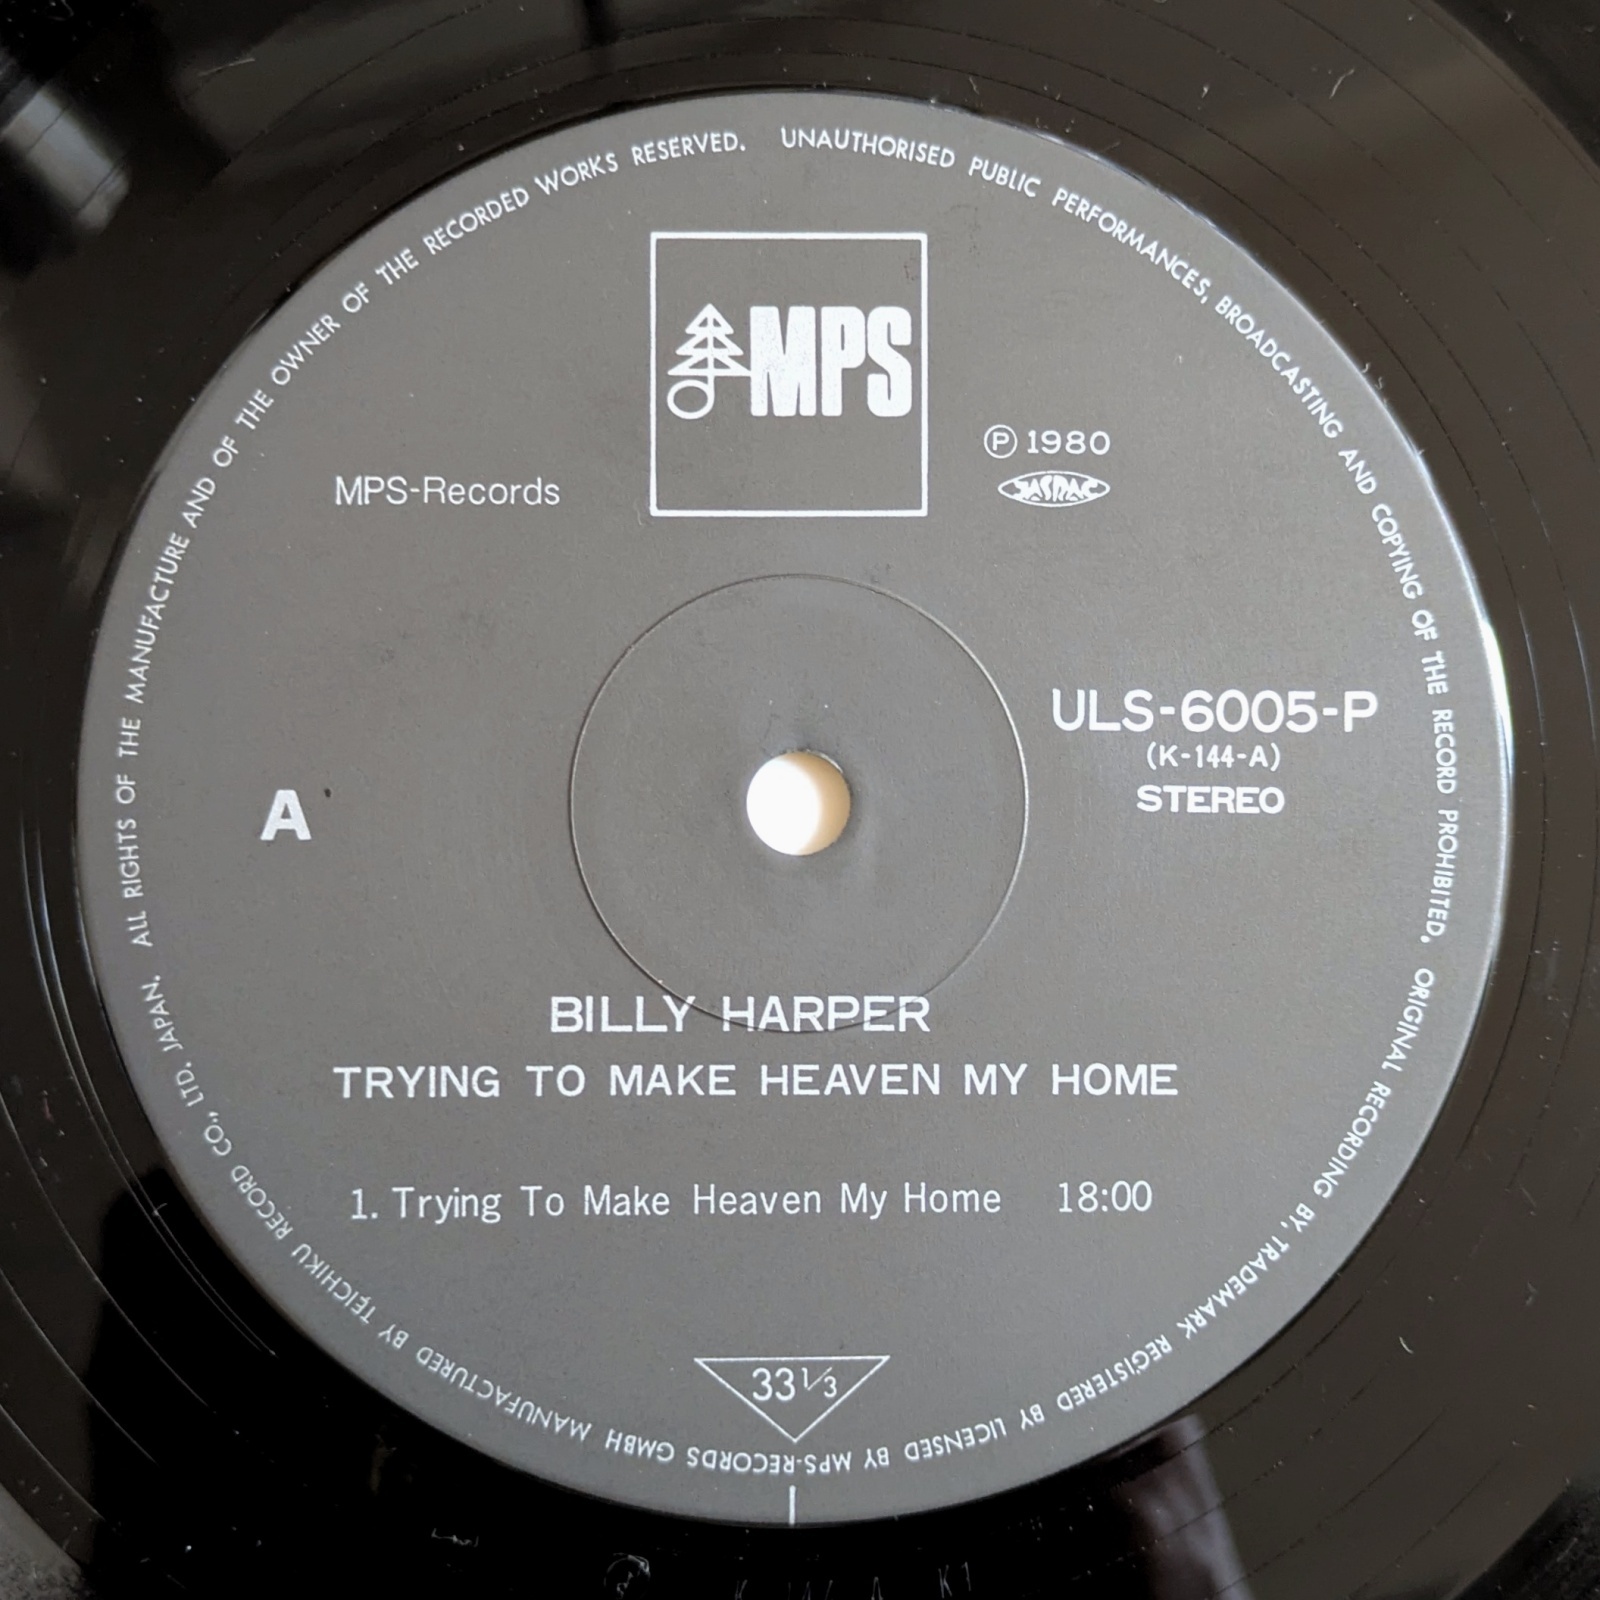 ALL RIGHTS OF THE MANUFACTURE AND OF THE OWNER OF THE RECORDED WORKS RESERVED. UNAUTHORISED PUBLIC PERFORMANCES, BROADCASTING AND COPYING OF THE RECORD PROHIBITED. ORIGINAL RECORDING BY, TRADEMARK REGISTERED BY LICENSED BY MPS-RECORDS GMBH MANUFACTURED BY TEICHIKU RECORD CO., LTD. JAPAN.
MPS
MPS-Records
Ⓟ 1980
JASRAC
ULS-6005-P
(K-144-A)
STEREO
A
BILLY HARPER
TRYING TO MAKE HEAVEN MY HOME
1. Trying To Make Heaven My Home 18:00
33 1/3